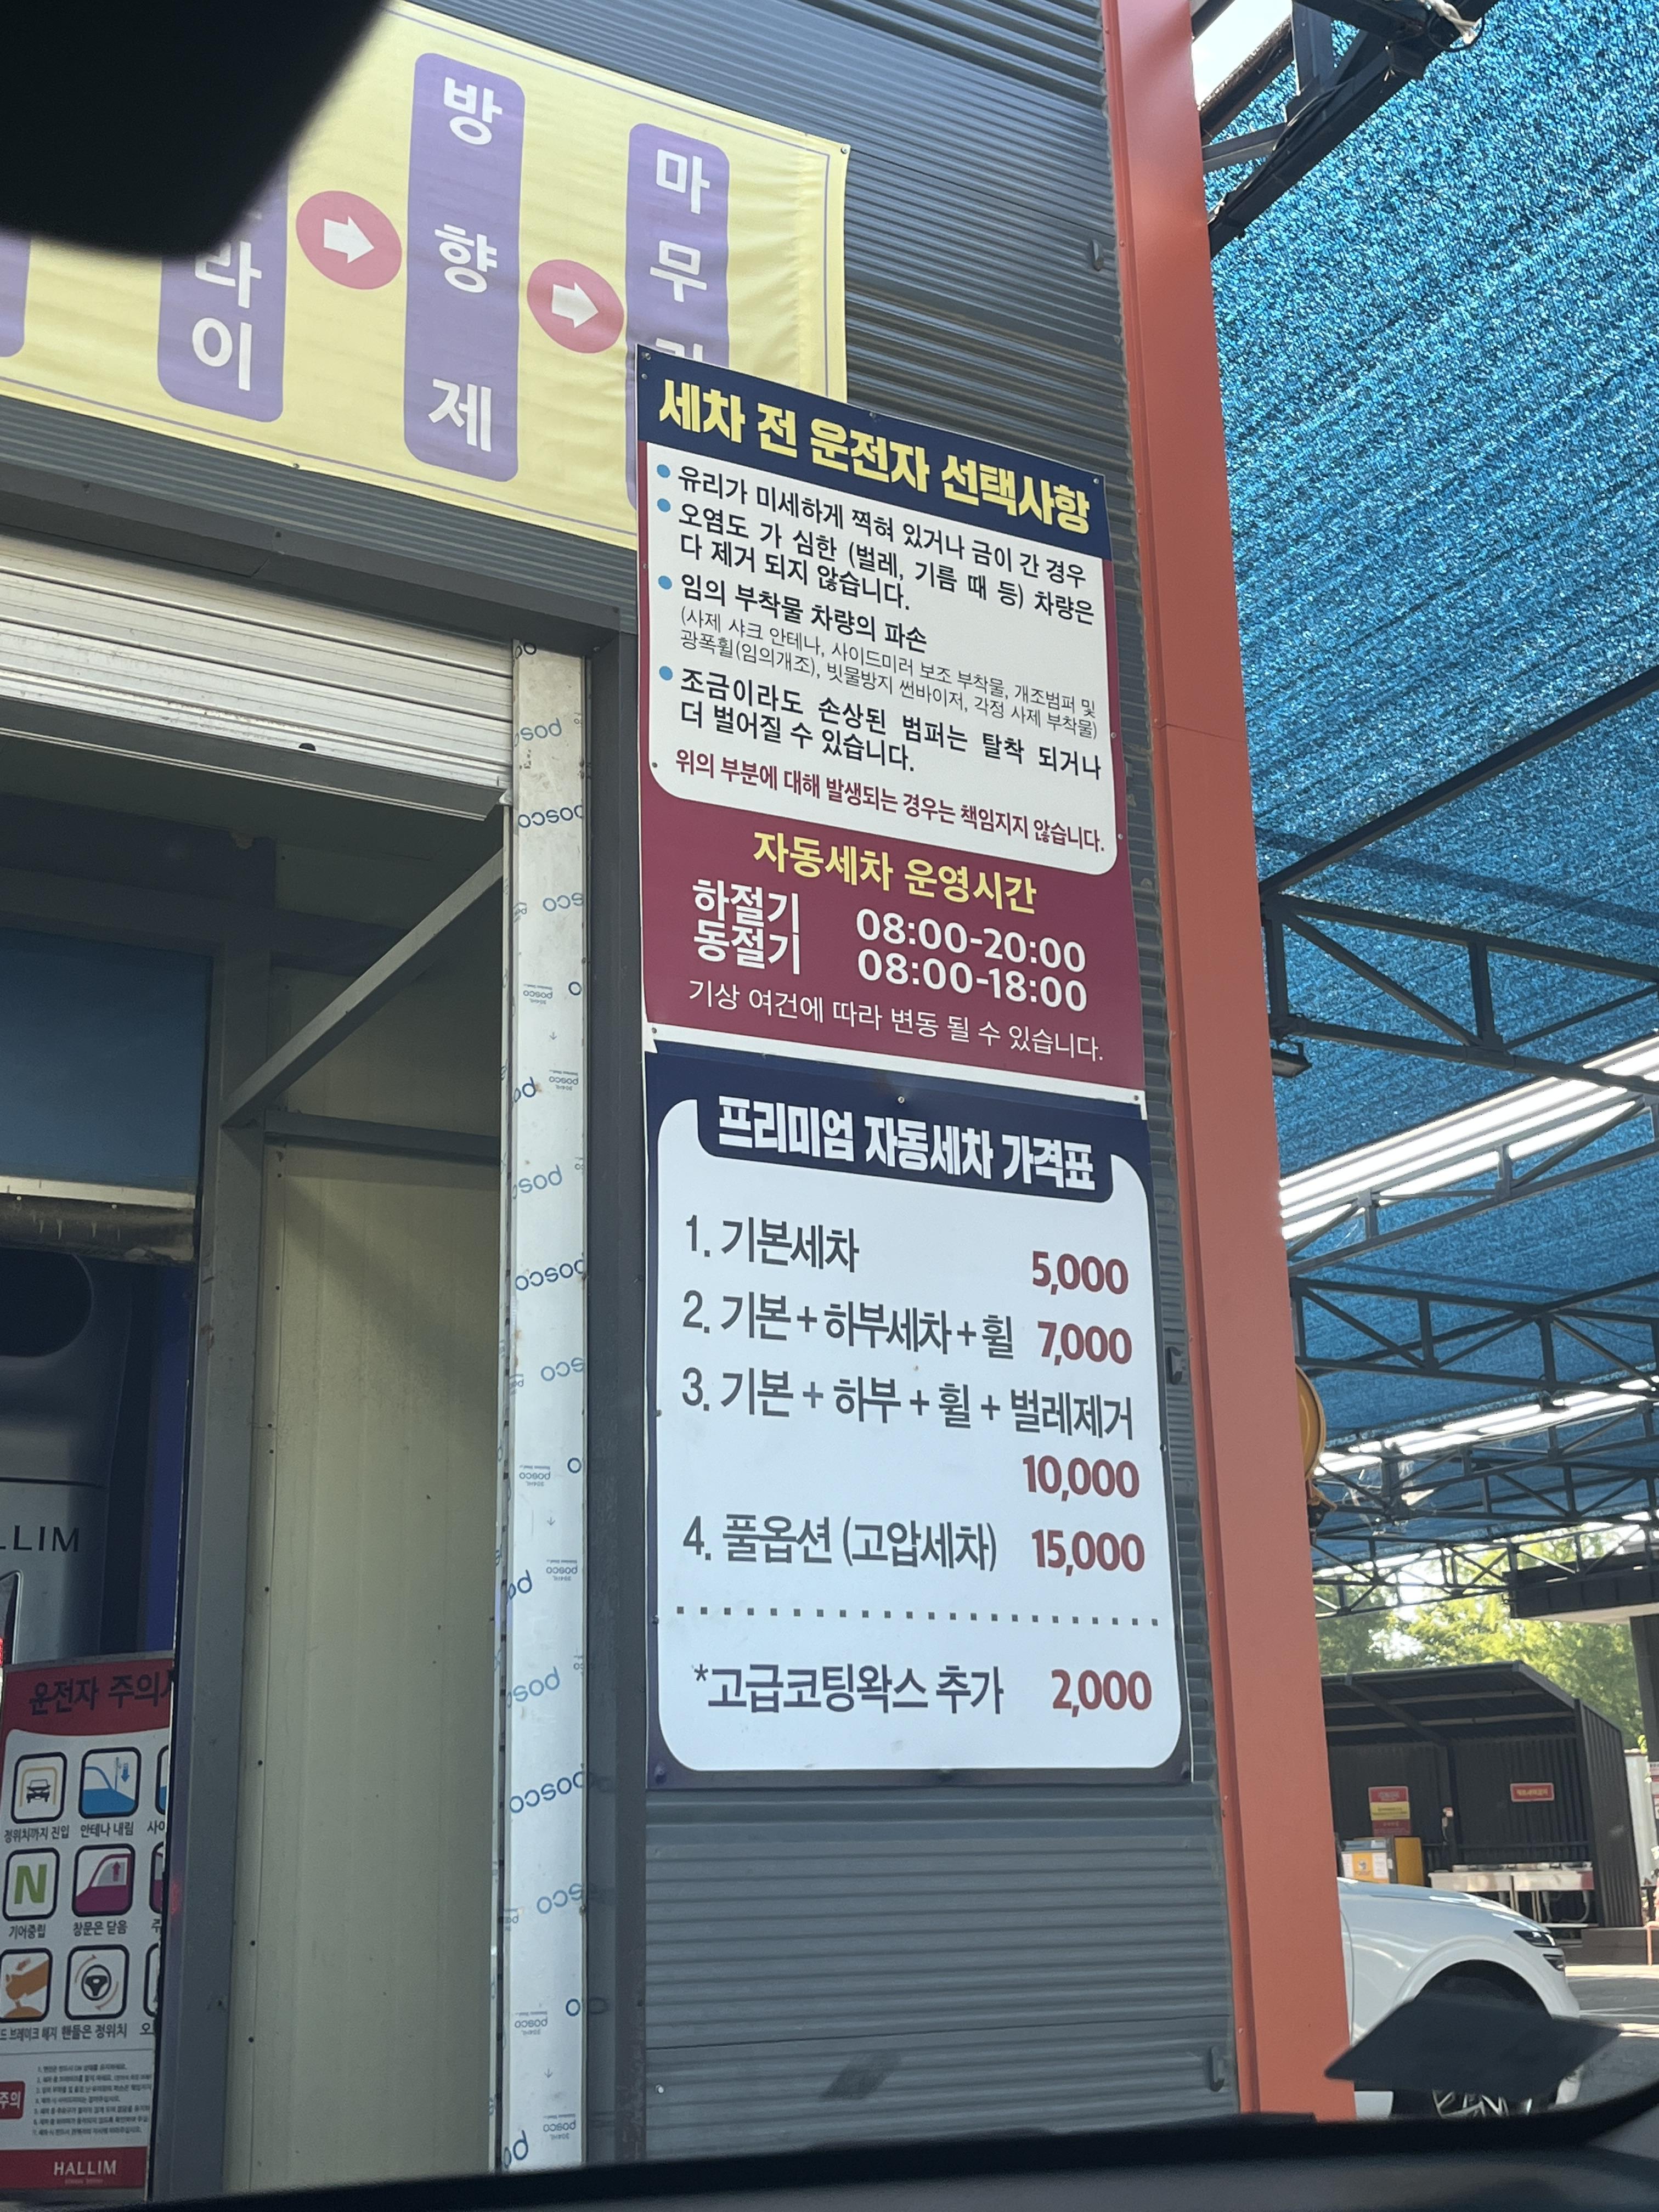 라이
방향제
마무
세차 전 운전자 선택사항
유리가 미세하게 찍혀 있거나 금이 간 경우
오염도 가 심한 (벌레, 기름 때 등) 차량은
다 제거 되지 않습니다.
임의 부착물 차량의 파손
(사제 샤크 안테나, 사이드미러 보조 부착물, 개조범퍼 및
광폭휠(임의개조), 빗물방지 썬바이저, 각정 사제 부착물)
조금이라도 손상된 범퍼는 탈착 되거나
더 벌어질 수 있습니다.
위의 부분에 대해 발생되는 경우는 책임지지 않습니다.
자동세차 운영시간
하절기 08:00-20:00
동절기 08:00-18:00
기상 여건에 따라 변동 될 수 있습니다.
프리미엄 자동세차 가격표
1. 기본세차 5,000
2. 기본 + 하부세차 + 휠 7,000
3. 기본 + 하부 + 휠 + 벌레제거
10,000
4. 풀옵션 (고압세차) 15,000
*고급코팅왁스 추가 2,000
posco
LLIM
운전자 주의
정위치까지 진입 안테나 내림 사이
N
기어중립 창문은 닫음
브레이크 해지 핸들은 정위치
주의
HALLIM